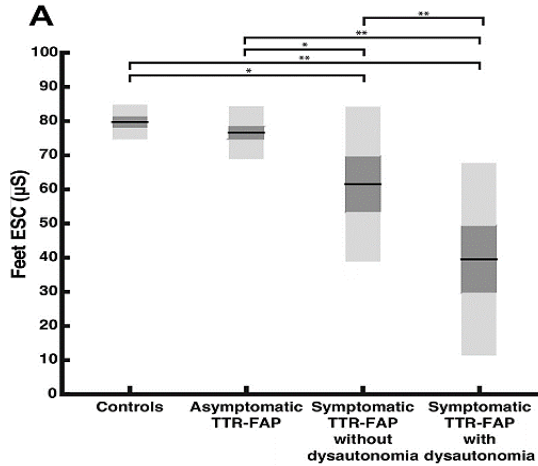 A
**
**
*
**
*
100
90
80
70
60
50
40
30
20
10
0
Feet ESC (µS)
Controls
Asymptomatic
TTR-FAP
Symptomatic
TTR-FAP
without
dysautonomia
Symptomatic
TTR-FAP
with
dysautonomia